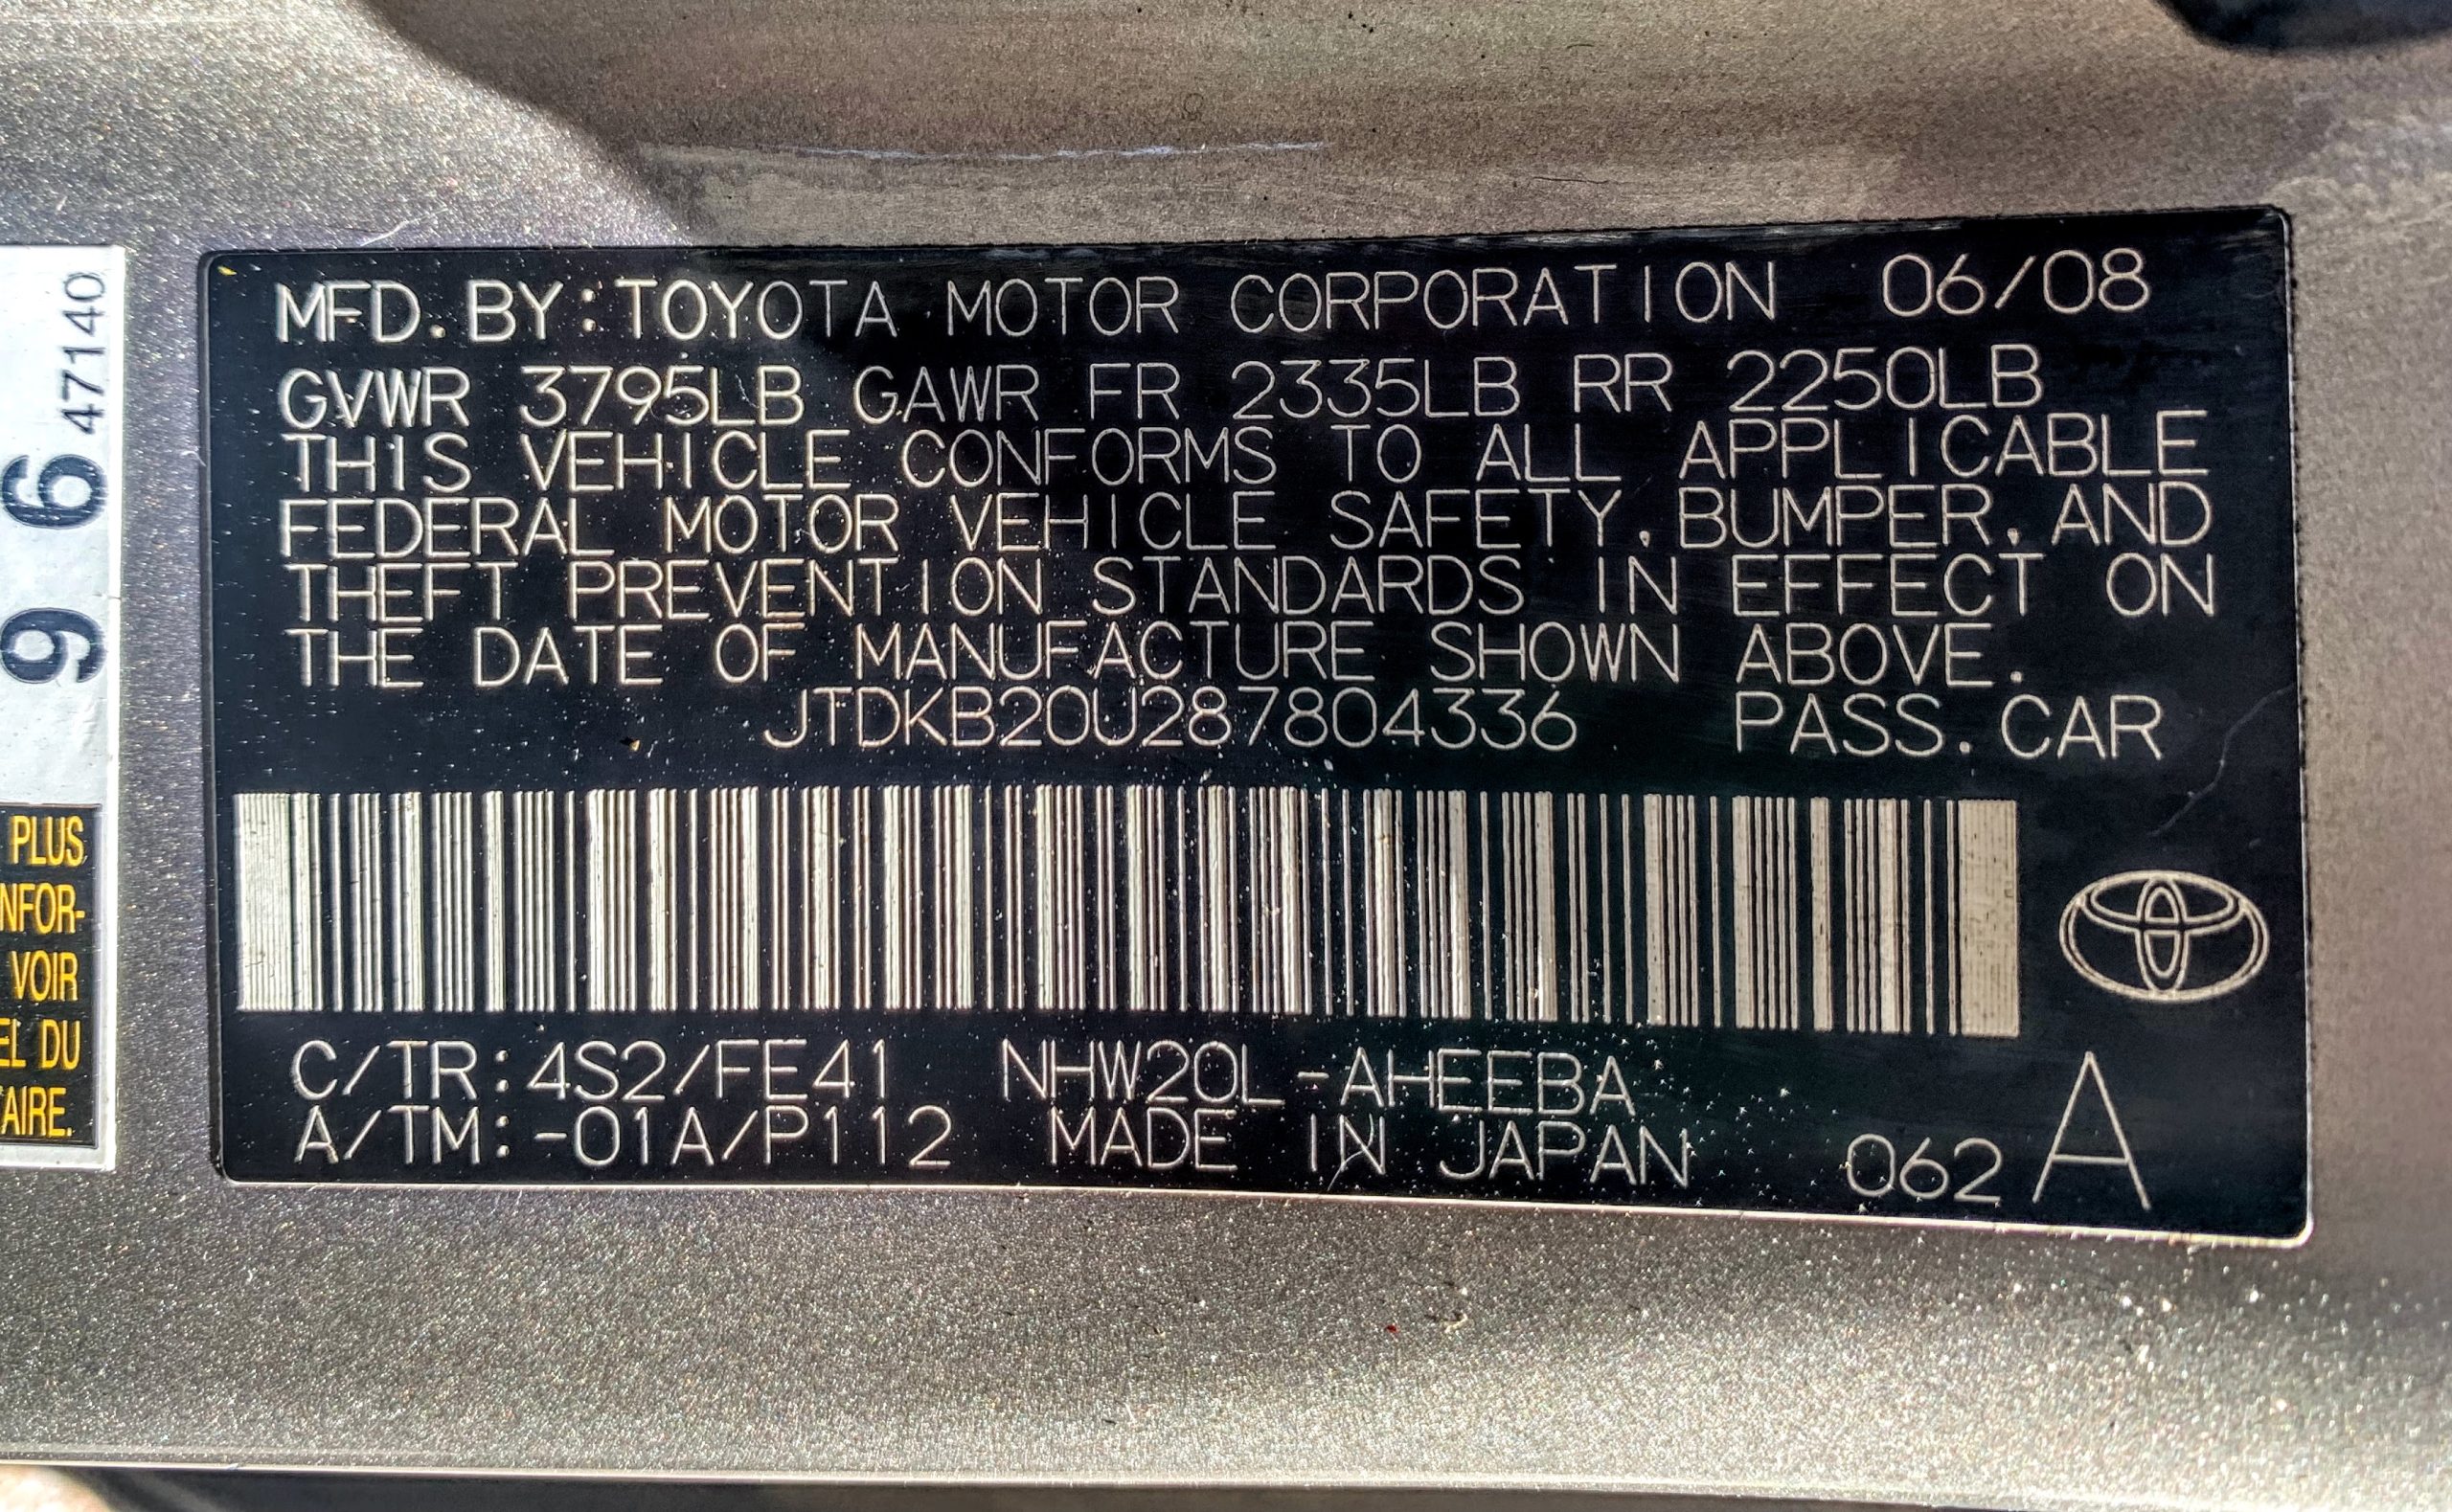 MFD. BY: TOYOTA MOTOR CORPORATION 06/08
GVWR 3795LB GAWR FR 2335LB RR 2250LB
THIS VEHICLE CONFORMS TO ALL APPLICABLE
FEDERAL MOTOR VEHICLE SAFETY, BUMPER, AND
THEFT PREVENTION STANDARDS IN EFFECT ON
THE DATE OF MANUFACTURE SHOWN ABOVE.
JTDKB20U287804336 PASS. CAR
C/TR: 4S2/FE41 NHW20L-AHEEBA
A/TM: -01A/P112 MADE IN JAPAN 062 A
47140
9 6
PLUS
NFOR-
VOIR
EL DU
AIRE.